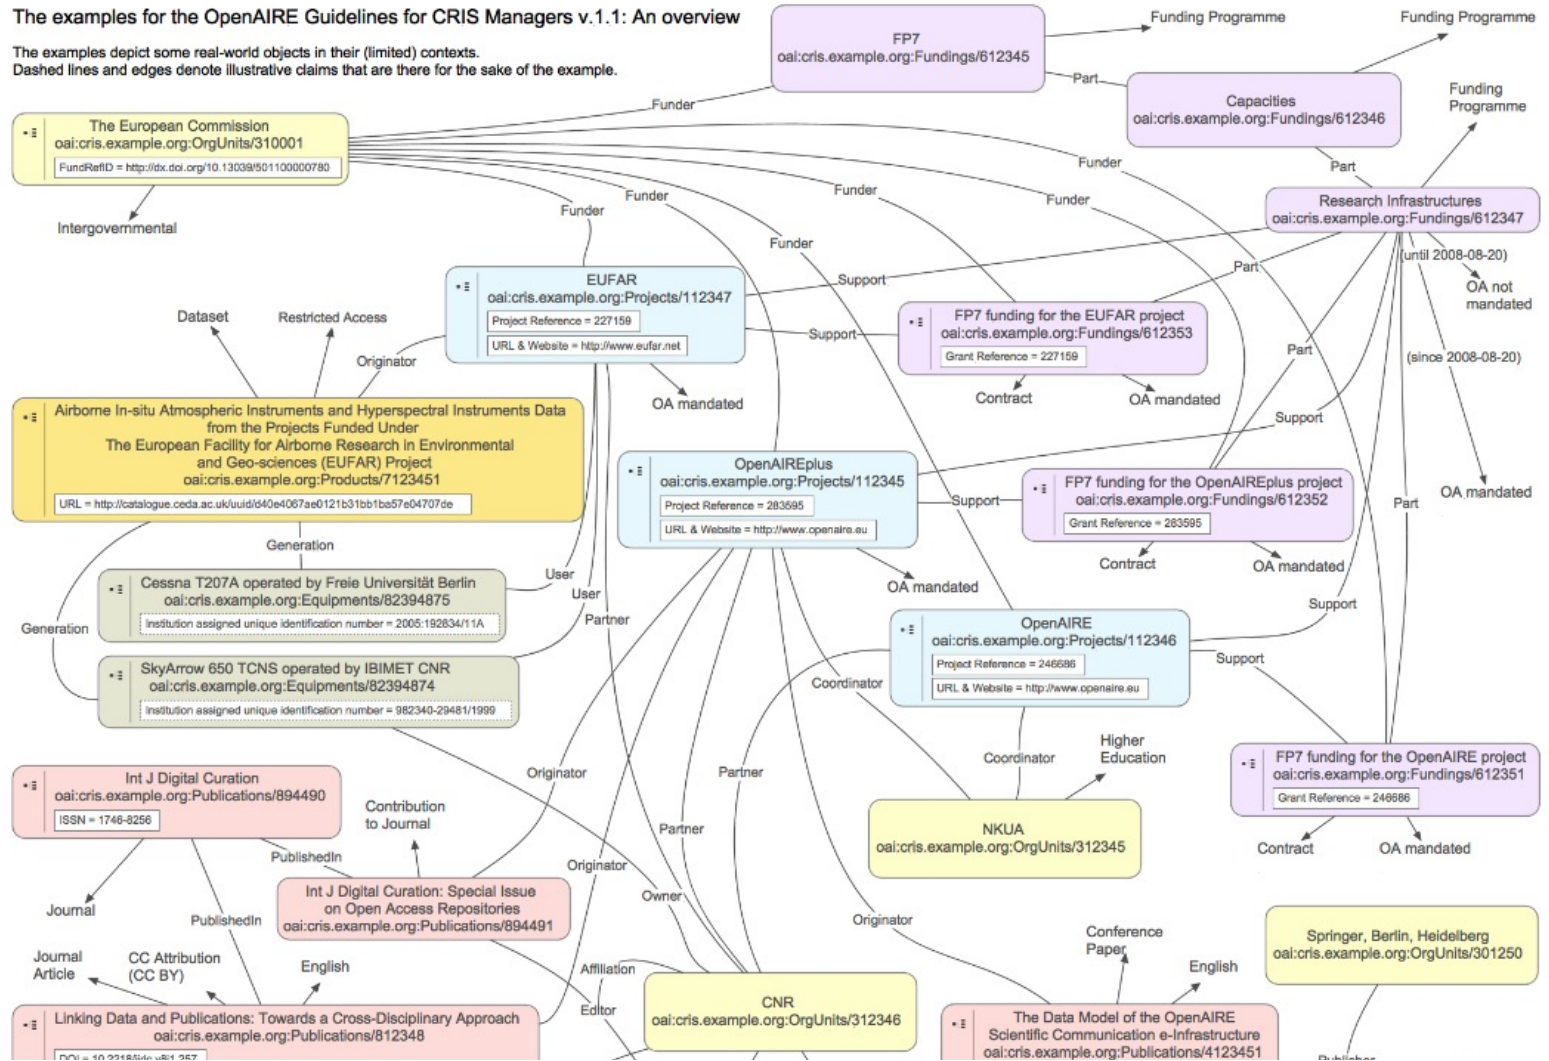 The examples for the OpenAIRE Guidelines for CRIS Managers v.1.1: An overview
The examples depict some real-world objects in their (limited) contexts.
Dashed lines and edges denote illustrative claims that are there for the sake of the example.
FP7
oai:cris.example.org:Fundings/612345
Funding Programme
Funding Programme
Part
Capacities
oai:cris.example.org:Fundings/612346
Funding
Programme
Funder
The European Commission
oai:cris.example.org:OrgUnits/310001
FundRefID = http://dx.doi.org/10.13039/501100000780
Intergovernmental
Funder
Funder
Funder
Funder
Funder
Funder
Part
Research Infrastructures
oai:cris.example.org:Fundings/612347
(until 2008-08-20)
OA not
mandated
(since 2008-08-20)
OA mandated
EUFAR
oai:cris.example.org:Projects/112347
Project Reference = 227159
URL & Website = http://www.eufar.net
OA mandated
Support
Support
Part
FP7 funding for the EUFAR project
oai:cris.example.org:Fundings/612353
Grant Reference = 227159
Contract
OA mandated
Part
Support
Part
Dataset
Restricted Access
Originator
Airborne In-situ Atmospheric Instruments and Hyperspectral Instruments Data
from the Projects Funded Under
The European Facility for Airborne Research in Environmental
and Geo-sciences (EUFAR) Project
oai:cris.example.org:Products/7123451
URL = http://catalogue.ceda.ac.uk/uuid/d40e4067ae0121b31bb1ba57e04707de
OpenAIREplus
oai:cris.example.org:Projects/112345
Project Reference = 283595
URL & Website = http://www.openaire.eu
OA mandated
Support
FP7 funding for the OpenAIREplus project
oai:cris.example.org:Fundings/612352
Grant Reference = 283595
Contract
OA mandated
Generation
Generation
Cessna T207A operated by Freie Universität Berlin
oai:cris.example.org:Equipments/82394875
Institution assigned unique identification number = 2005:192834/11A
User
User
Partner
SkyArrow 650 TCNS operated by IBIMET CNR
oai:cris.example.org:Equipments/82394874
Institution assigned unique identification number = 982340-29481/1999
OpenAIRE
oai:cris.example.org:Projects/112346
Project Reference = 246686
URL & Website = http://www.openaire.eu
Support
Support
Coordinator
Coordinator
Higher
Education
FP7 funding for the OpenAIRE project
oai:cris.example.org:Fundings/612351
Grant Reference = 246686
Contract
OA mandated
Int J Digital Curation
oai:cris.example.org:Publications/894490
ISSN = 1746-8256
Contribution
to Journal
Originator
Partner
Partner
NKUA
oai:cris.example.org:OrgUnits/312345
PublishedIn
Originator
Int J Digital Curation: Special Issue
on Open Access Repositories
oai:cris.example.org:Publications/894491
Owner
Journal
PublishedIn
Originator
Journal
Article
CC Attribution
(CC BY)
English
Affiliation
Editor
Conference
Paper
English
Springer, Berlin, Heidelberg
oai:cris.example.org:OrgUnits/301250
CNR
oai:cris.example.org:OrgUnits/312346
Linking Data and Publications: Towards a Cross-Disciplinary Approach
oai:cris.example.org:Publications/812348
DOI = 10.2218/ijdc.v8i1.257
The Data Model of the OpenAIRE
Scientific Communication e-Infrastructure
oai:cris.example.org:Publications/4123451
Publisher